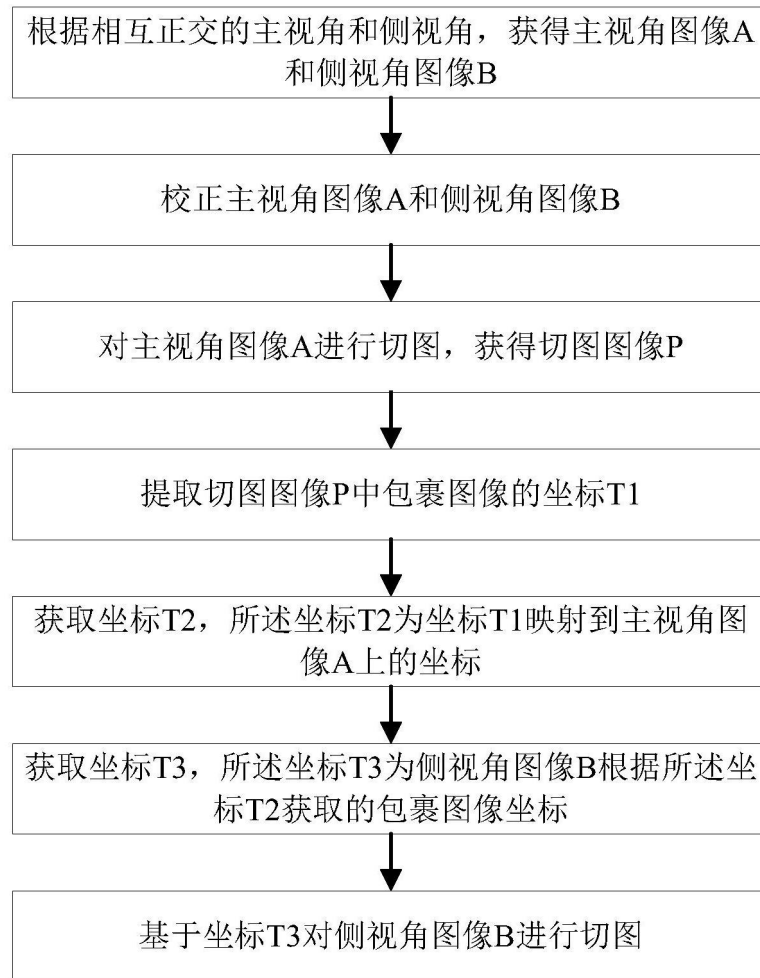 根据相互正交的主视角和侧视角，获得主视角图像A
和侧视角图像B
校正主视角图像A和侧视角图像B
对主视角图像A进行切图，获得切图图像P
提取切图图像P中包裹图像的坐标T1
获取坐标T2，所述坐标T2为坐标T1映射到主视角图
像A上的坐标
获取坐标T3，所述坐标T3为侧视角图像B根据所述坐
标T2获取的包裹图像坐标
基于坐标T3对侧视角图像B进行切图